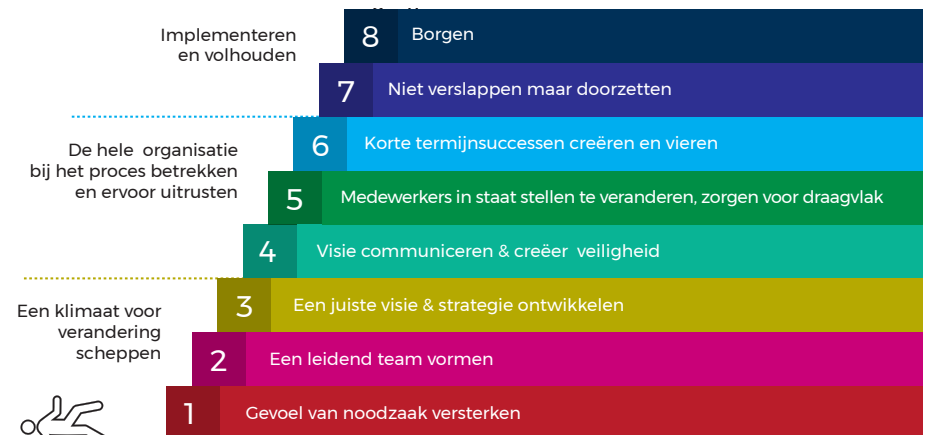 Implementeren
en volhouden
8 Borgen
7 Niet verslappen maar doorzetten
De hele organisatie
bij het proces betrekken
en ervoor uitrusten
6 Korte termijnsuccessen creëren en vieren
5 Medewerkers in staat stellen te veranderen, zorgen voor draagvlak
4 Visie communiceren & creëer veiligheid
Een klimaat voor
verandering
scheppen
3 Een juiste visie & strategie ontwikkelen
2 Een leidend team vormen
1 Gevoel van noodzaak versterken